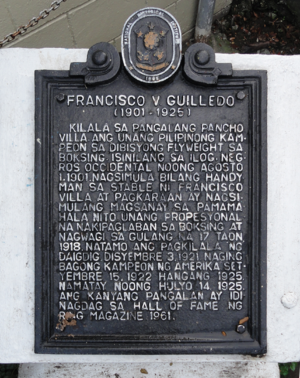 FRANCISCO V GUILLEDO
(1901 - 1925)
KILALA SA PANGALANG PANCHO
VILLA ANG UNANG PILIPINONG KAM-
PEON SA DIBISYONG FLYWEIGHT SA
BOKSING ISINILANG SA ILOG. NEG-
ROS OCCIDENTAL NOONG AGOSTO
1, 1901 NAGSIMULA BILANG HANDY
MAN SA STABLE NI FRANCISCO
VILLA AT PAGKARAAN AY NAGSI-
MULANG MAGSANAY SA PAMAMA
HALA NITO UNANG PROPESYONAL
NA NAKIPAGLABAN SA BOKSING AT
NAGWAGI SA GULANG NA 17 TAON
1918 NATAMO ANG PAGKILALA NG
DAIGDIG DISYEMBRE 3, 1921 NAGING
BAGONG KAMPEON NG AMERIKA SET-
YEMBRE 15, 1922 HANGANG 1925
NAMATAY NOONG HULYO 14, 1925
ANG KANYANG PANGALAN AY IDI
NAGDAG SA HALL OF FAME NG
RING MAGAZINE 1961.